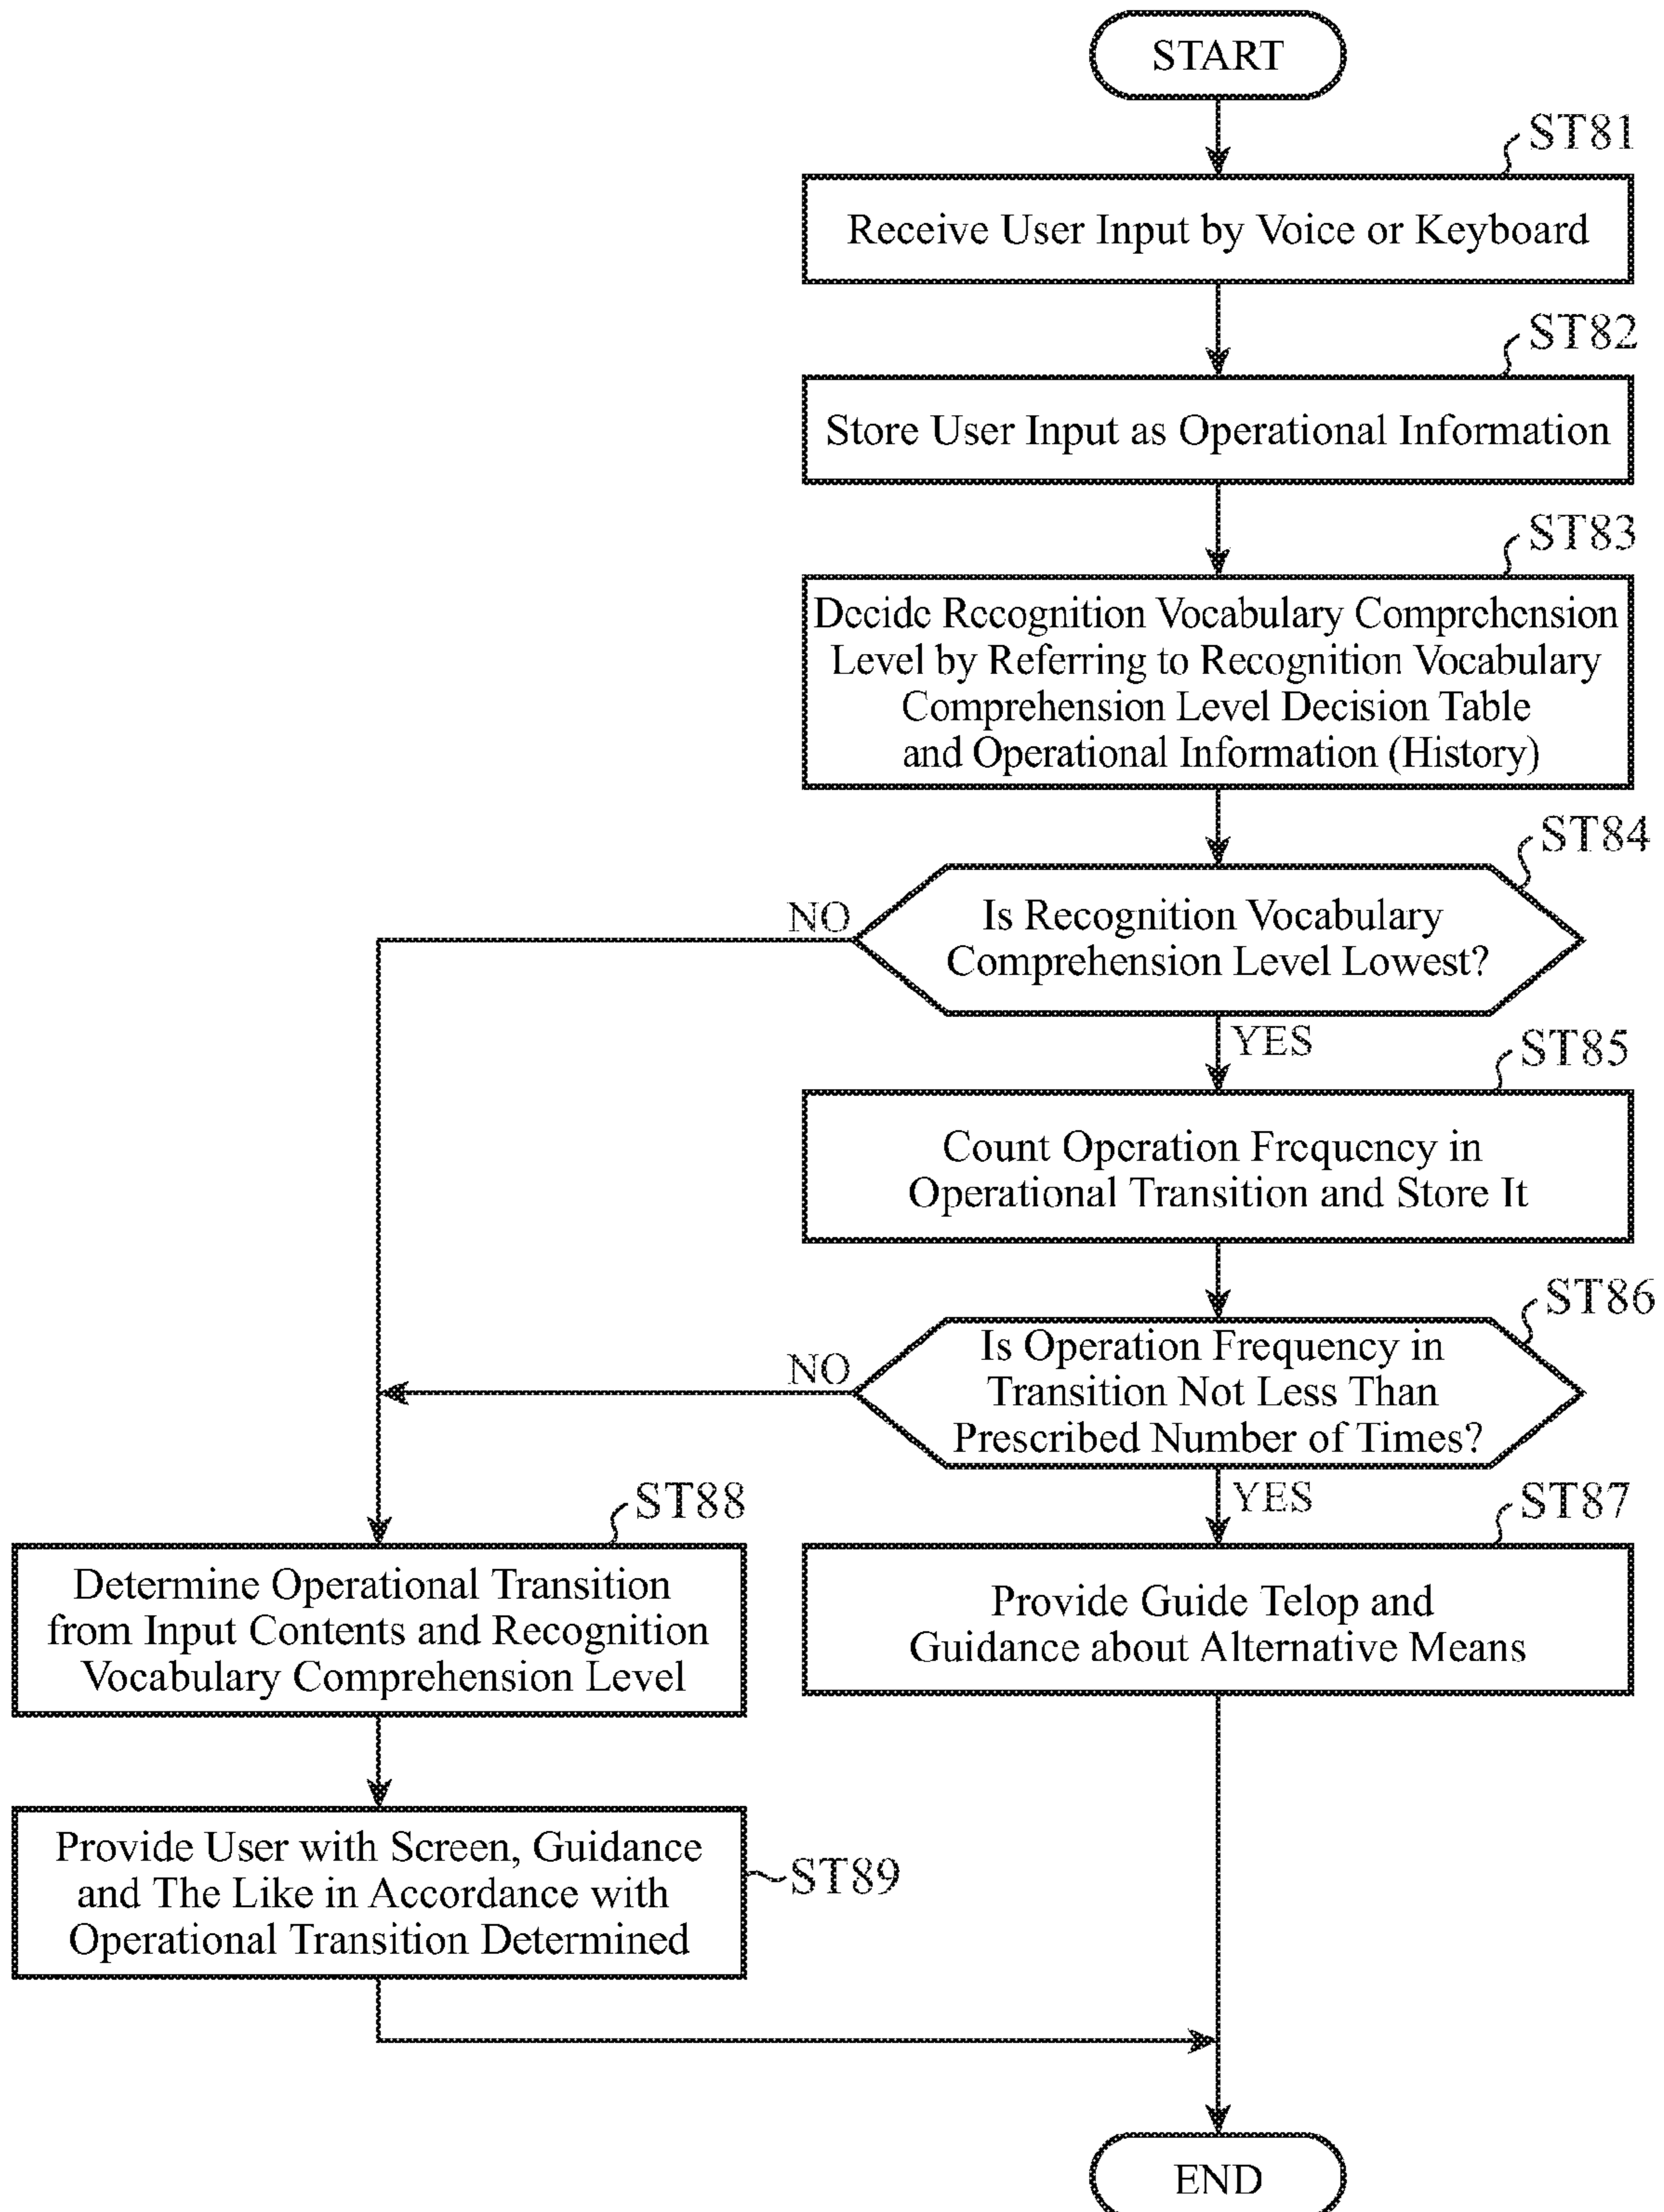 START
ST81
Receive User Input by Voice or Keyboard
ST82
Store User Input as Operational Information
ST83
Decide Recognition Vocabulary Comprehension
Level by Referring to Recognition Vocabulary
Comprehension Level Decision Table
and Operational Information (History)
ST84
NO
Is Recognition Vocabulary
Comprehension Level Lowest?
YES
ST85
Count Operation Frequency in
Operational Transition and Store It
ST86
NO
Is Operation Frequency in
Transition Not Less Than
Prescribed Number of Times?
YES
ST87
Provide Guide Telop and
Guidance about Alternative Means
ST88
Determine Operational Transition
from Input Contents and Recognition
Vocabulary Comprehension Level
Provide User with Screen, Guidance
and The Like in Accordance with
Operational Transition Determined
ST89
END